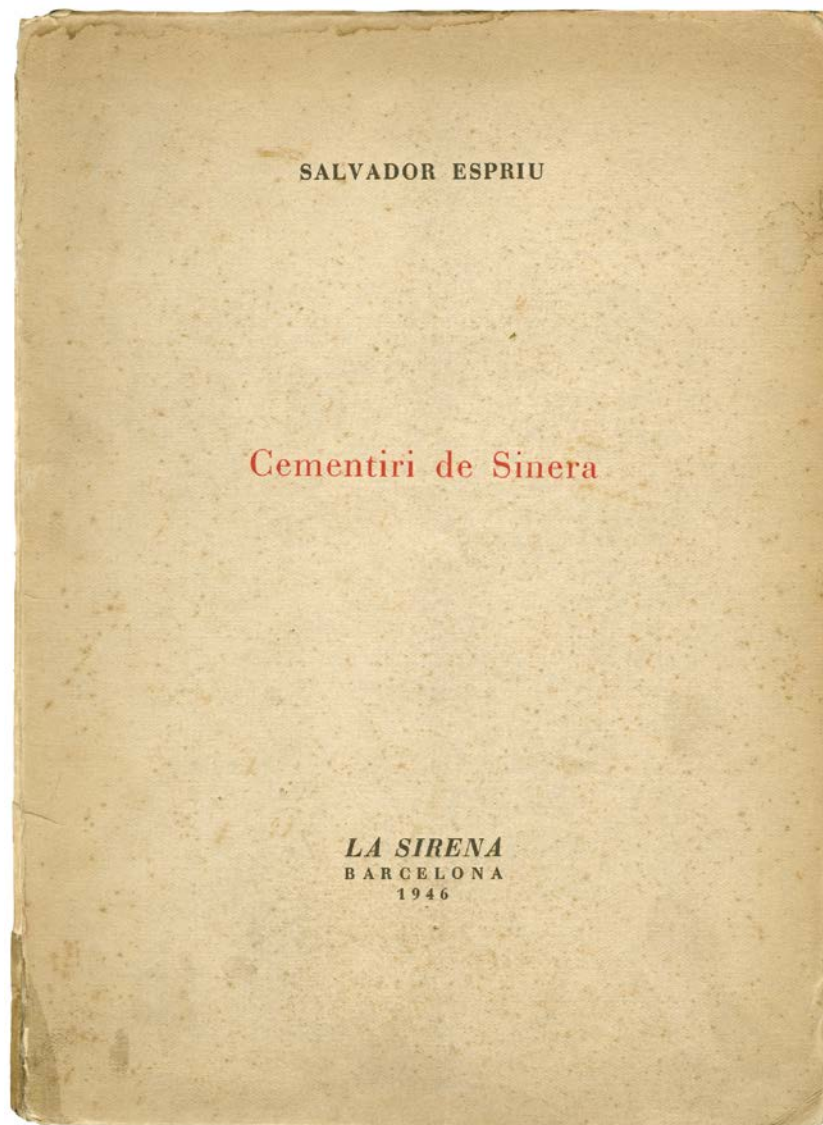 SALVADOR ESPRIU
Cementiri de Sinera
LA SIRENA
BARCELONA
1946